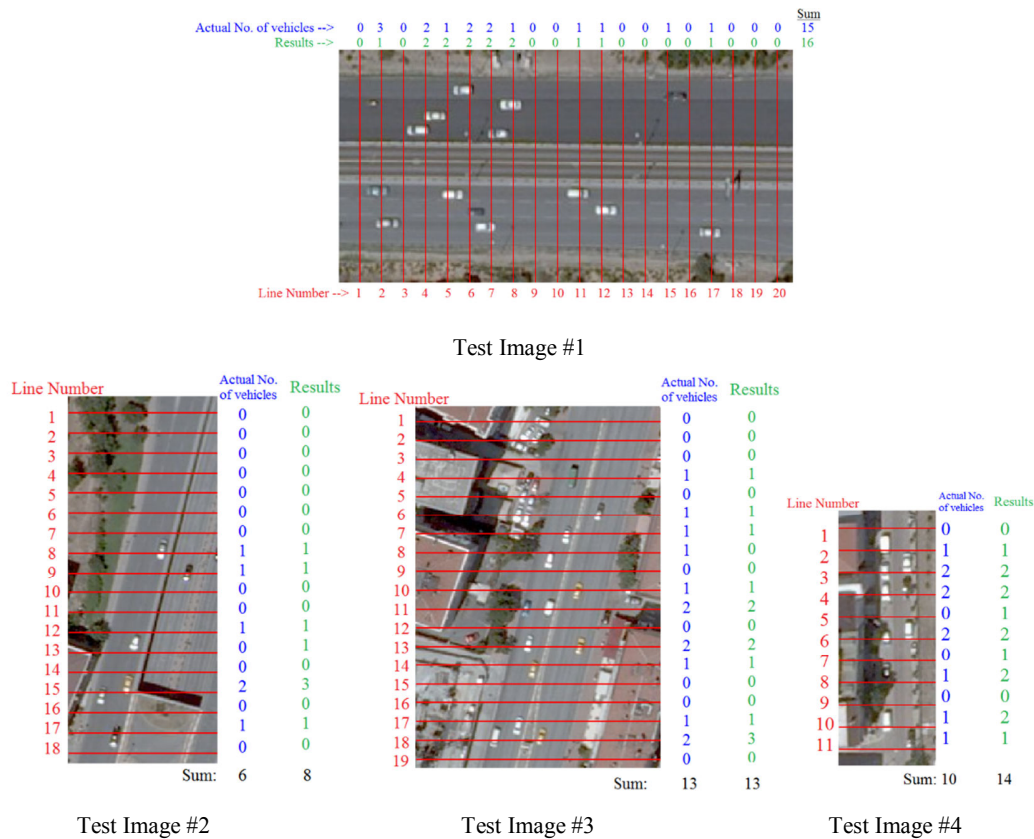 Sum
Actual No. of vehicles --> 0 3 0 2 1 2 2 1 0 0 1 1 0 0 1 0 1 0 0 0 15
Results --> 0 1 0 2 2 2 2 2 0 0 1 1 0 0 0 0 1 0 0 0 16
Line Number --> 1 2 3 4 5 6 7 8 9 10 11 12 13 14 15 16 17 18 19 20
Test Image #1
Line Number Actual No. of vehicles Results
1 0 0
2 0 0
3 0 0
4 0 0
5 0 0
6 0 0
7 0 0
8 1 1
9 1 1
10 0 0
11 0 0
12 1 1
13 0 1
14 0 0
15 2 3
16 0 0
17 1 1
18 0 0
Sum: 6 8
Test Image #2
Line Number Actual No. of vehicles Results
1 0 0
2 0 0
3 0 0
4 1 1
5 0 0
6 1 1
7 1 1
8 1 0
9 0 0
10 1 1
11 2 2
12 0 0
13 2 2
14 1 1
15 0 0
16 0 0
17 1 1
18 2 3
19 0 0
Sum: 13 13
Test Image #3
Line Number Actual No. of vehicles Results
1 0 0
2 1 1
3 2 2
4 2 2
5 0 1
6 2 2
7 0 1
8 1 2
9 0 0
10 1 2
11 1 1
Sum: 10 14
Test Image #4